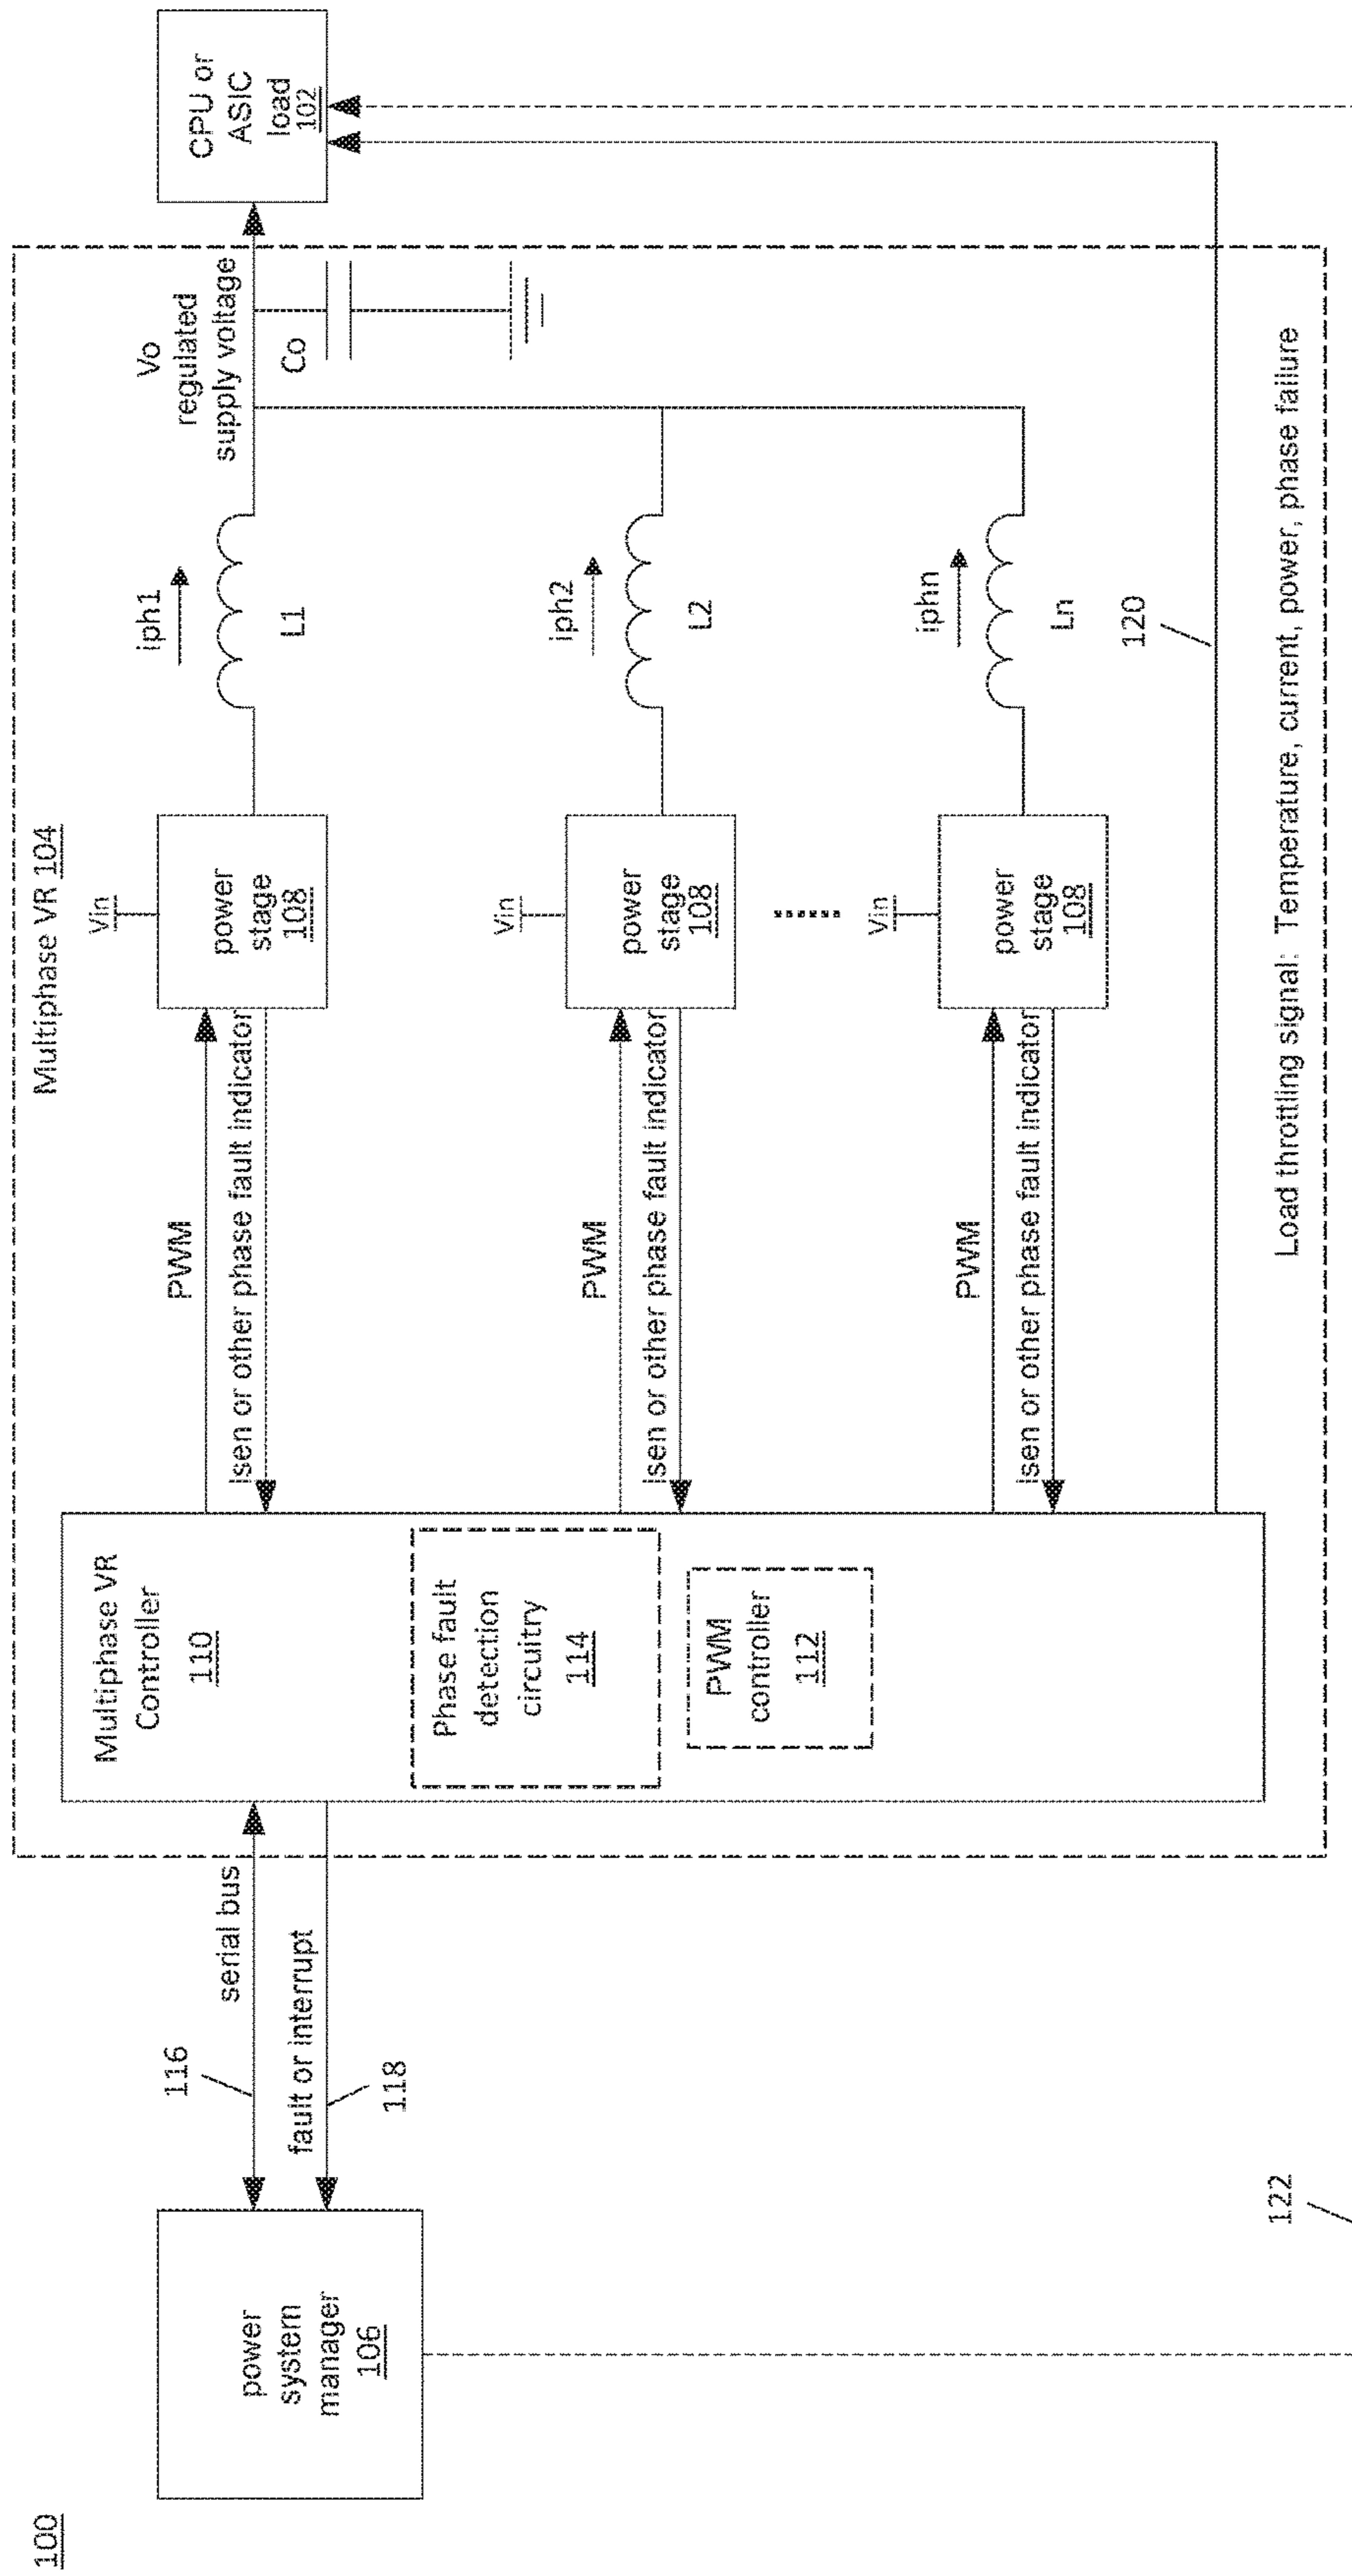 100
Multiphase VR 104
power
system
manager
106
116
serial bus
fault or interrupt
118
Multiphase VR
Controller
110
Phase fault
detection
circuitry
114
PWM
controller
112
PWM
Isen or other phase fault indicator
Vin
power
stage
108
iph1
L1
Vo
regulated
supply voltage
Co
CPU or
ASIC
load
102
PWM
Isen or other phase fault indicator
Vin
power
stage
108
iph2
L2
PWM
Isen or other phase fault indicator
Vin
power
stage
108
iphn
Ln
120
Load throttling signal: Temperature, current, power, phase failure
122